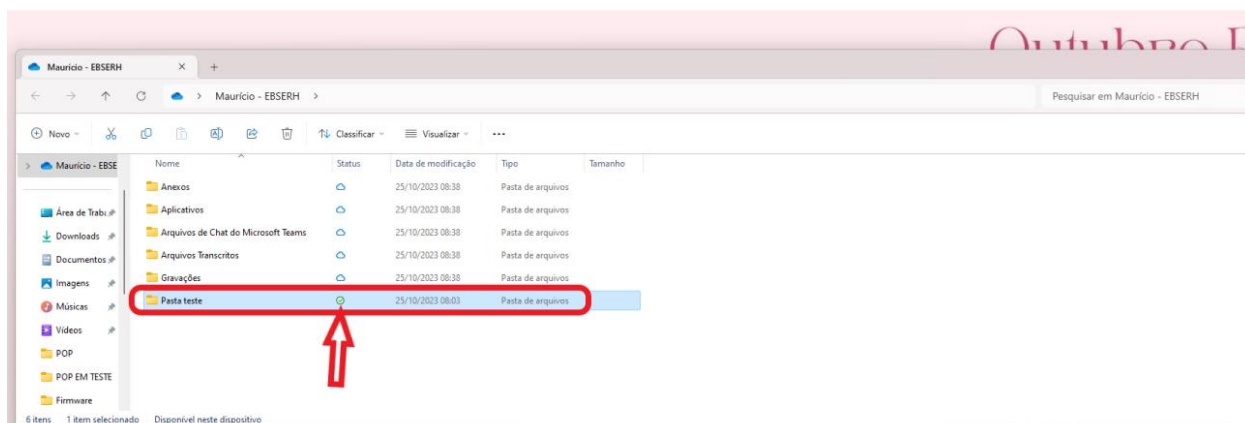 Outubro
Maurício - EBSERH
Maurício - EBSERH
Pesquisar em Maurício - EBSERH
Novo
Classificar
Visualizar
Maurício - EBSE
Nome Status Data de modificação Tipo Tamanho
Anexos 25/10/2023 08:38 Pasta de arquivos
Aplicativos 25/10/2023 08:38 Pasta de arquivos
Arquivos de Chat do Microsoft Teams 25/10/2023 08:38 Pasta de arquivos
Arquivos Transcritos 25/10/2023 08:38 Pasta de arquivos
Gravações 25/10/2023 08:38 Pasta de arquivos
Pasta teste 25/10/2023 08:03 Pasta de arquivos
Área de Traba
Downloads
Documentos
Imagens
Músicas
Vídeos
POP
POP EM TESTE
Firmware
6 itens 1 item selecionado Disponível neste dispositivo